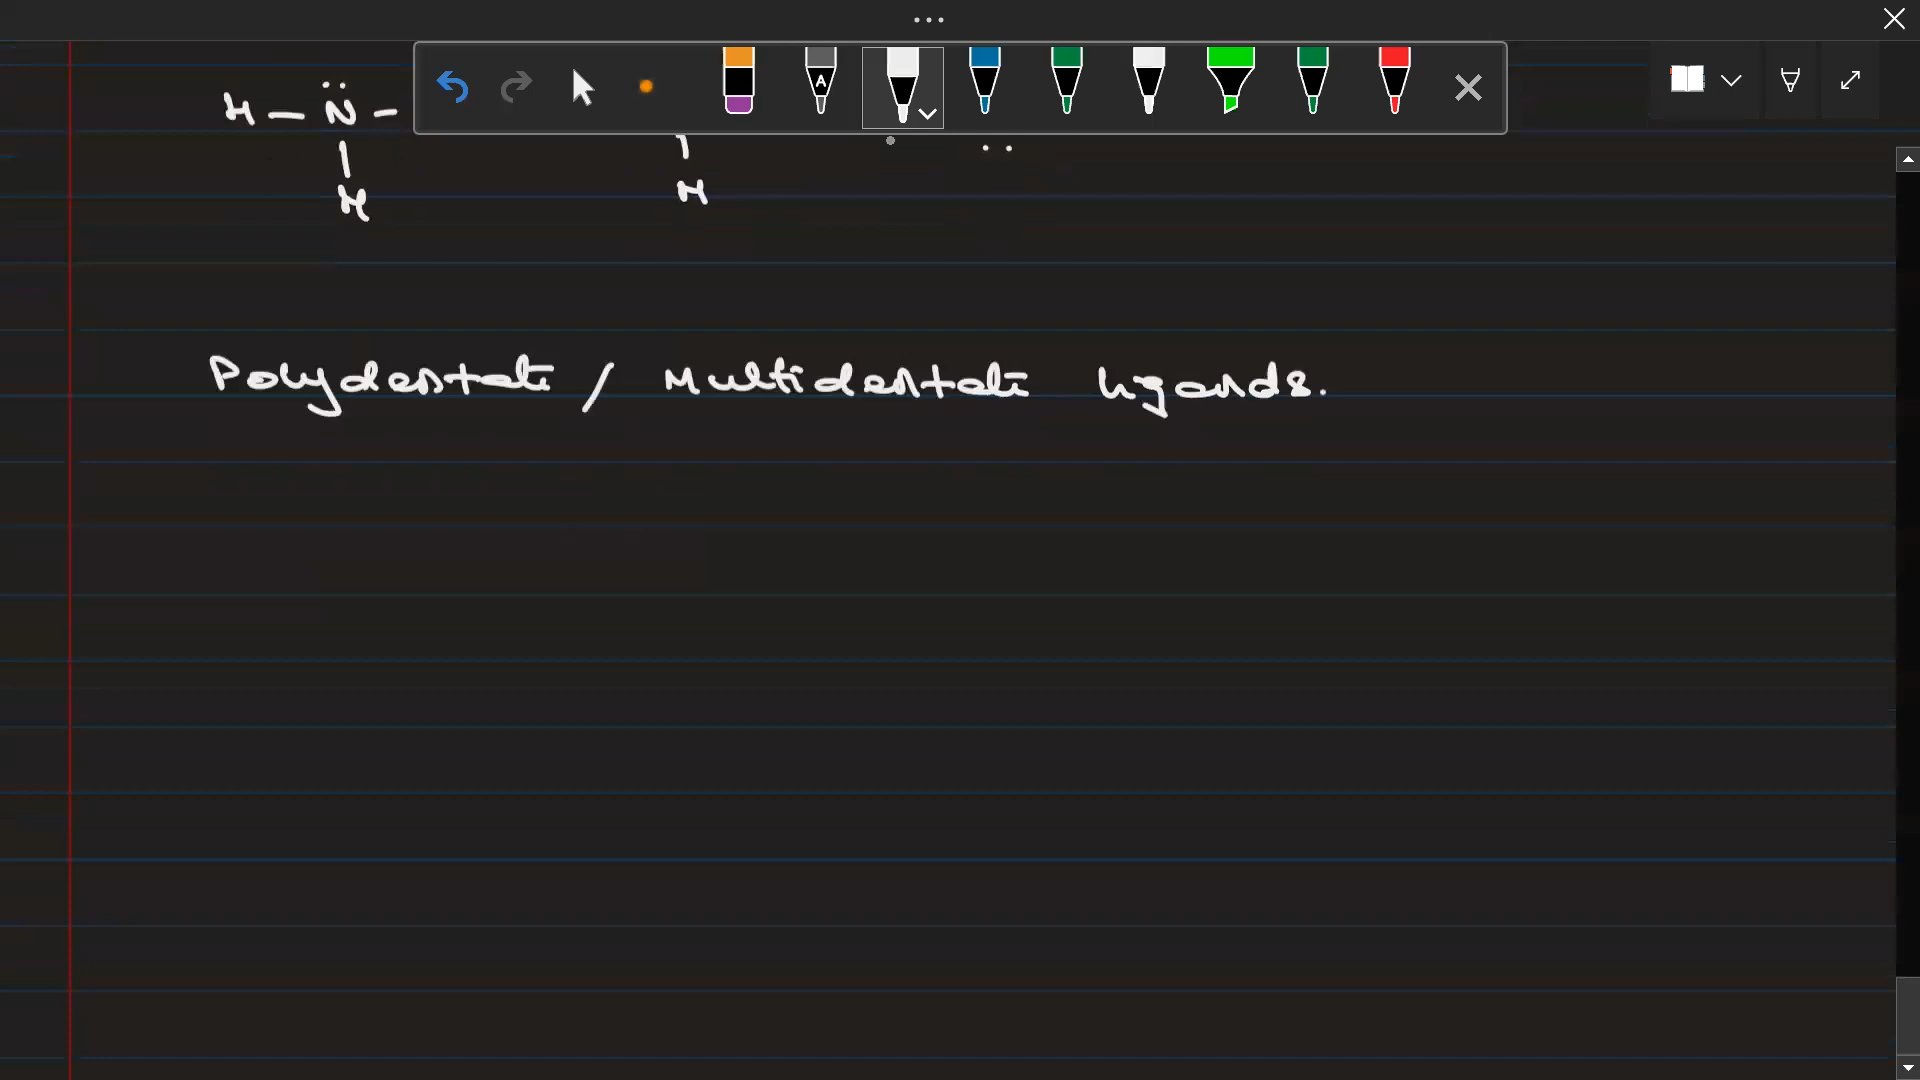 H — N̈ —
H
H
Polydentate / Multidentate ligands.
A